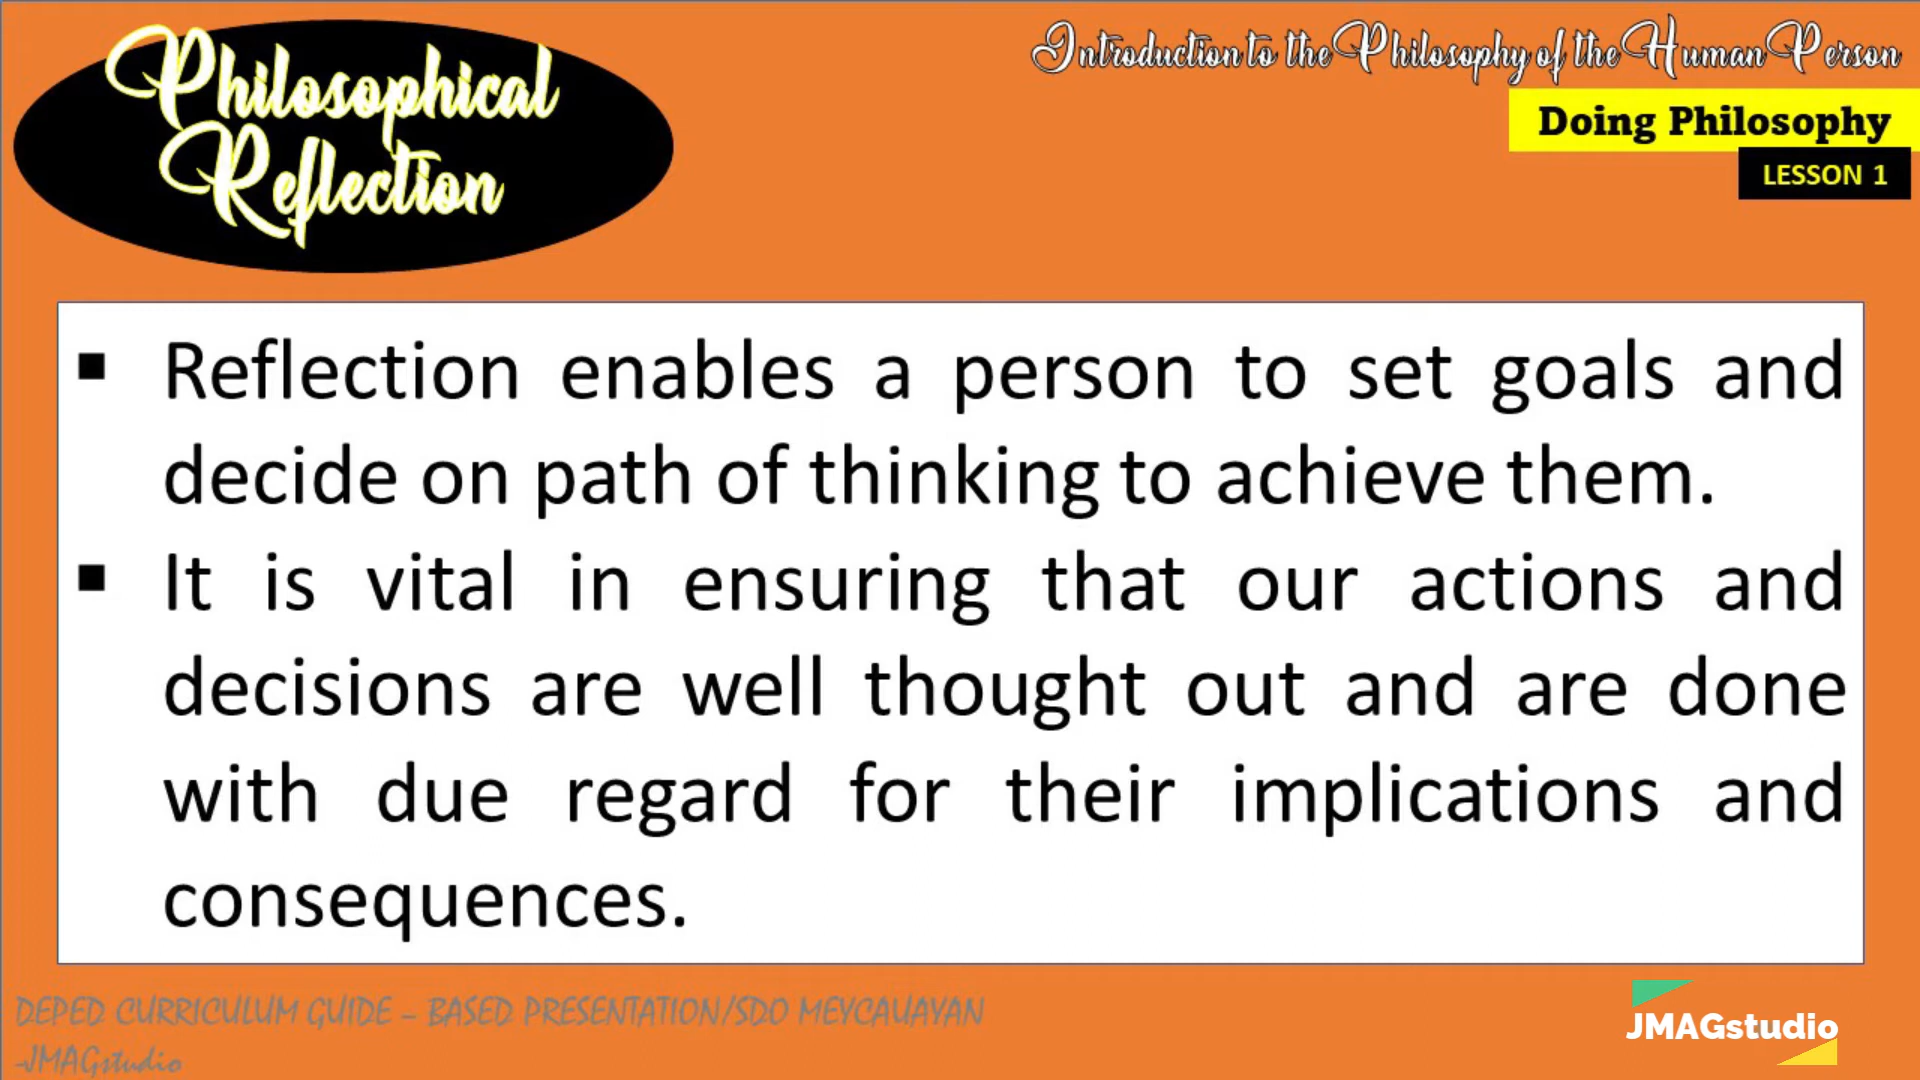 Philosophical
Reflection
Introduction to the Philosophy of the Human Person
Doing Philosophy
LESSON 1
▪ Reflection enables a person to set goals and
decide on path of thinking to achieve them.
▪ It is vital in ensuring that our actions and
decisions are well thought out and are done
with due regard for their implications and
consequences.
DEPED CURRICULUM GUIDE – BASED PRESENTATION/SDO MEYCAUAYAN
-JMAGstudio
JMAGstudio